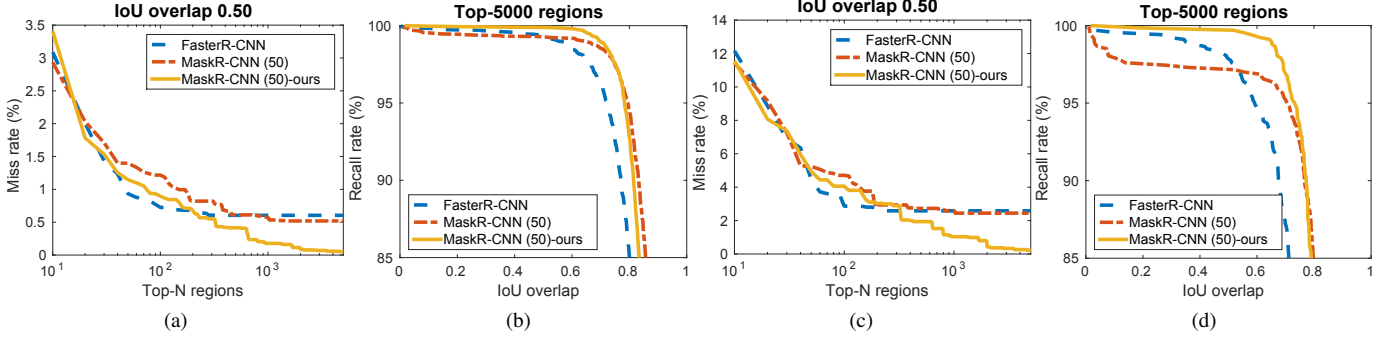 IoU overlap 0.50
3.5
3
2.5
2
1.5
1
0.5
0
Miss rate (%)
FasterR-CNN
MaskR-CNN (50)
MaskR-CNN (50)-ours
10^1
10^2
10^3
Top-N regions
(a)
Top-5000 regions
100
95
90
85
Recall rate (%)
FasterR-CNN
MaskR-CNN (50)
MaskR-CNN (50)-ours
0
0.2
0.4
0.6
0.8
1
IoU overlap
(b)
IoU overlap 0.50
14
12
10
8
6
4
2
0
Miss rate (%)
FasterR-CNN
MaskR-CNN (50)
MaskR-CNN (50)-ours
10^1
10^2
10^3
Top-N regions
(c)
Top-5000 regions
100
95
90
85
Recall rate (%)
FasterR-CNN
MaskR-CNN (50)
MaskR-CNN (50)-ours
0
0.2
0.4
0.6
0.8
1
IoU overlap
(d)